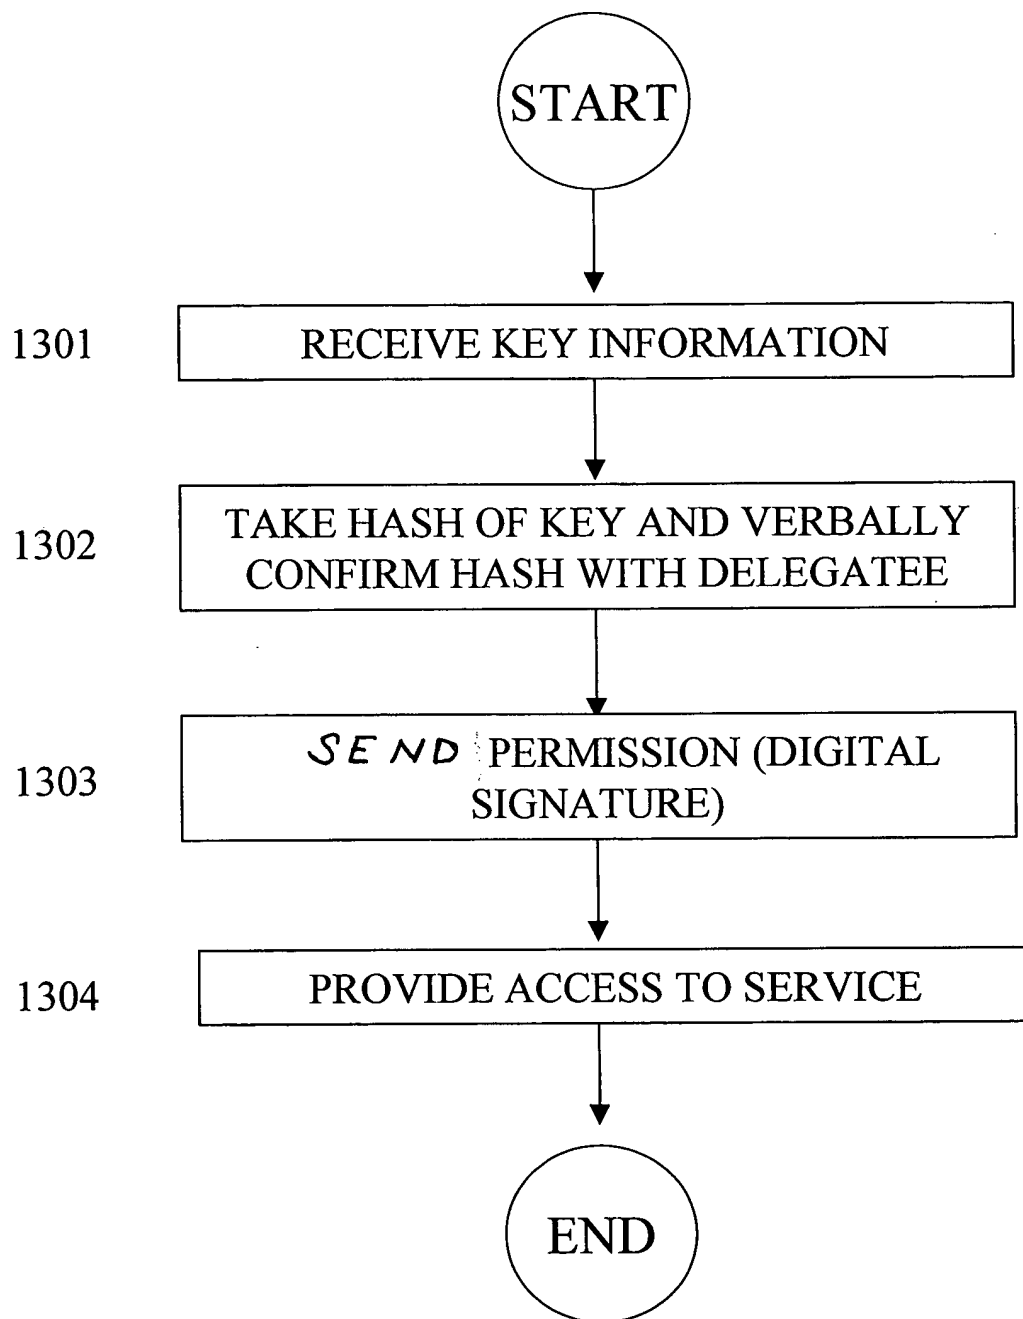 START
1301
RECEIVE KEY INFORMATION
1302
TAKE HASH OF KEY AND VERBALLY
CONFIRM HASH WITH DELEGATEE
1303
SEND PERMISSION (DIGITAL
SIGNATURE)
1304
PROVIDE ACCESS TO SERVICE
END